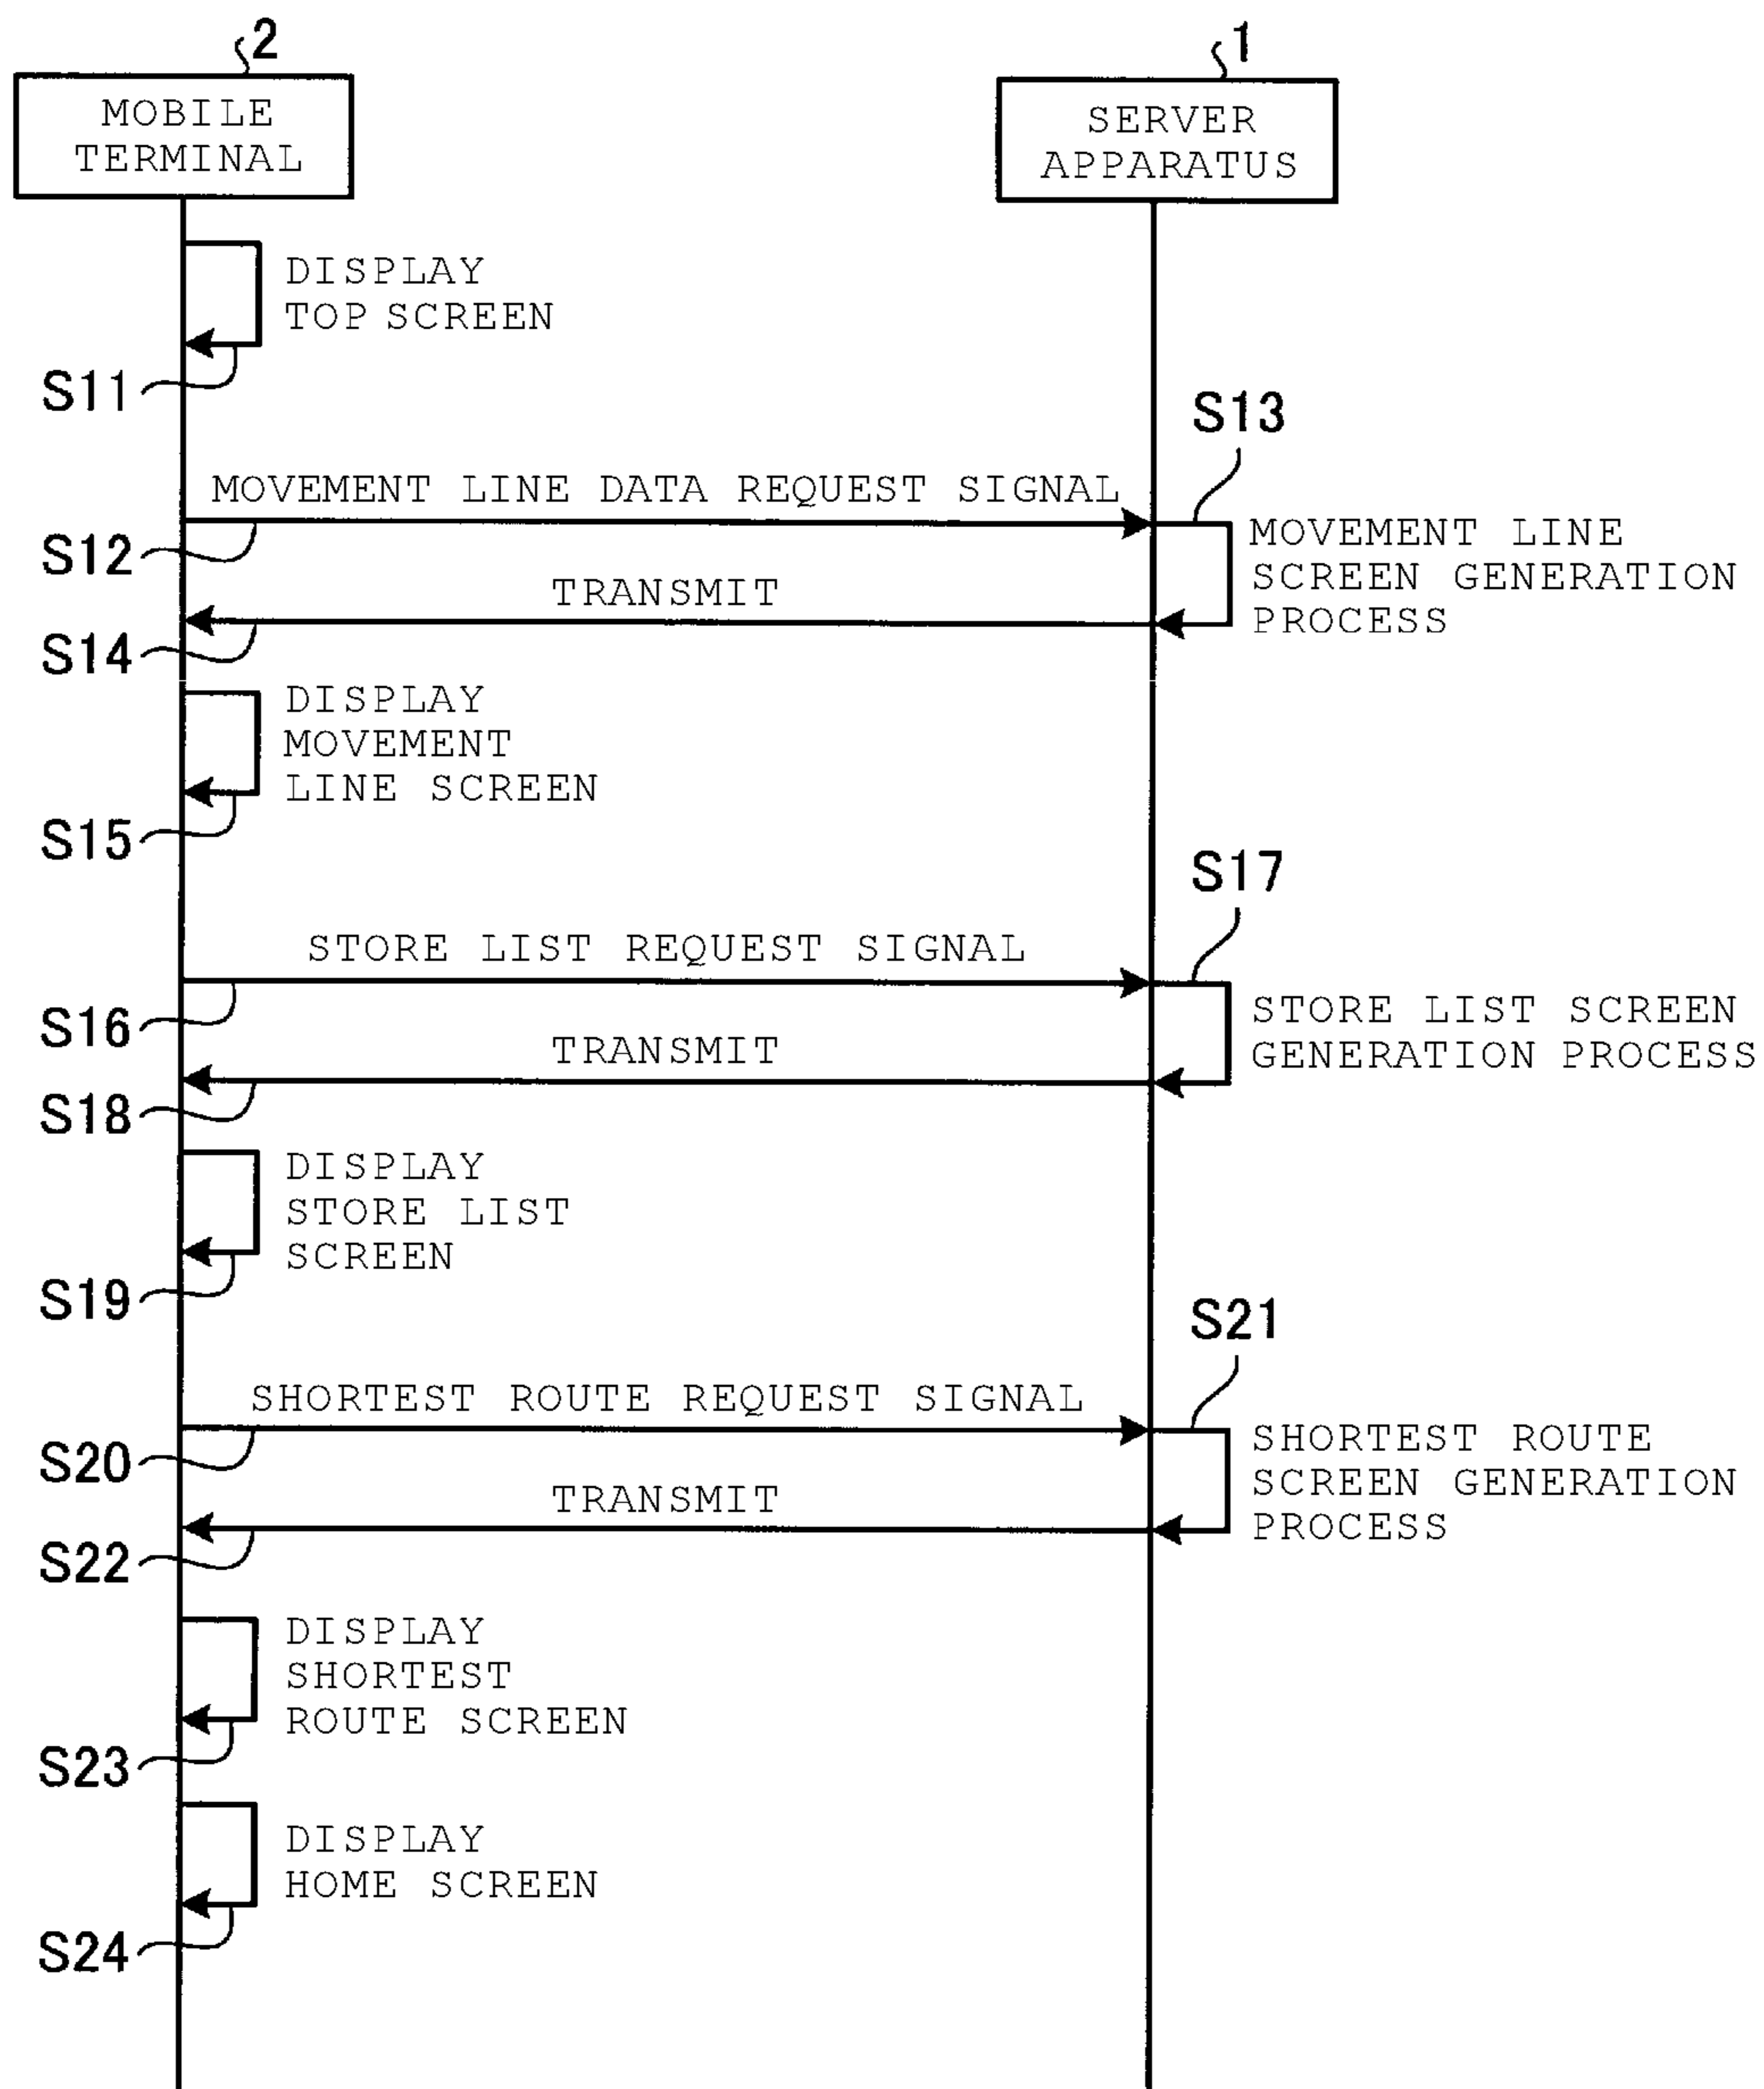 2
1
MOBILE
TERMINAL
SERVER
APPARATUS
DISPLAY
TOP SCREEN
S11
S13
MOVEMENT LINE DATA REQUEST SIGNAL
S12
MOVEMENT LINE
SCREEN GENERATION
PROCESS
TRANSMIT
S14
DISPLAY
MOVEMENT
LINE SCREEN
S15
S17
STORE LIST REQUEST SIGNAL
S16
STORE LIST SCREEN
GENERATION PROCESS
TRANSMIT
S18
DISPLAY
STORE LIST
SCREEN
S19
S21
SHORTEST ROUTE REQUEST SIGNAL
S20
SHORTEST ROUTE
SCREEN GENERATION
PROCESS
TRANSMIT
S22
DISPLAY
SHORTEST
ROUTE SCREEN
S23
DISPLAY
HOME SCREEN
S24